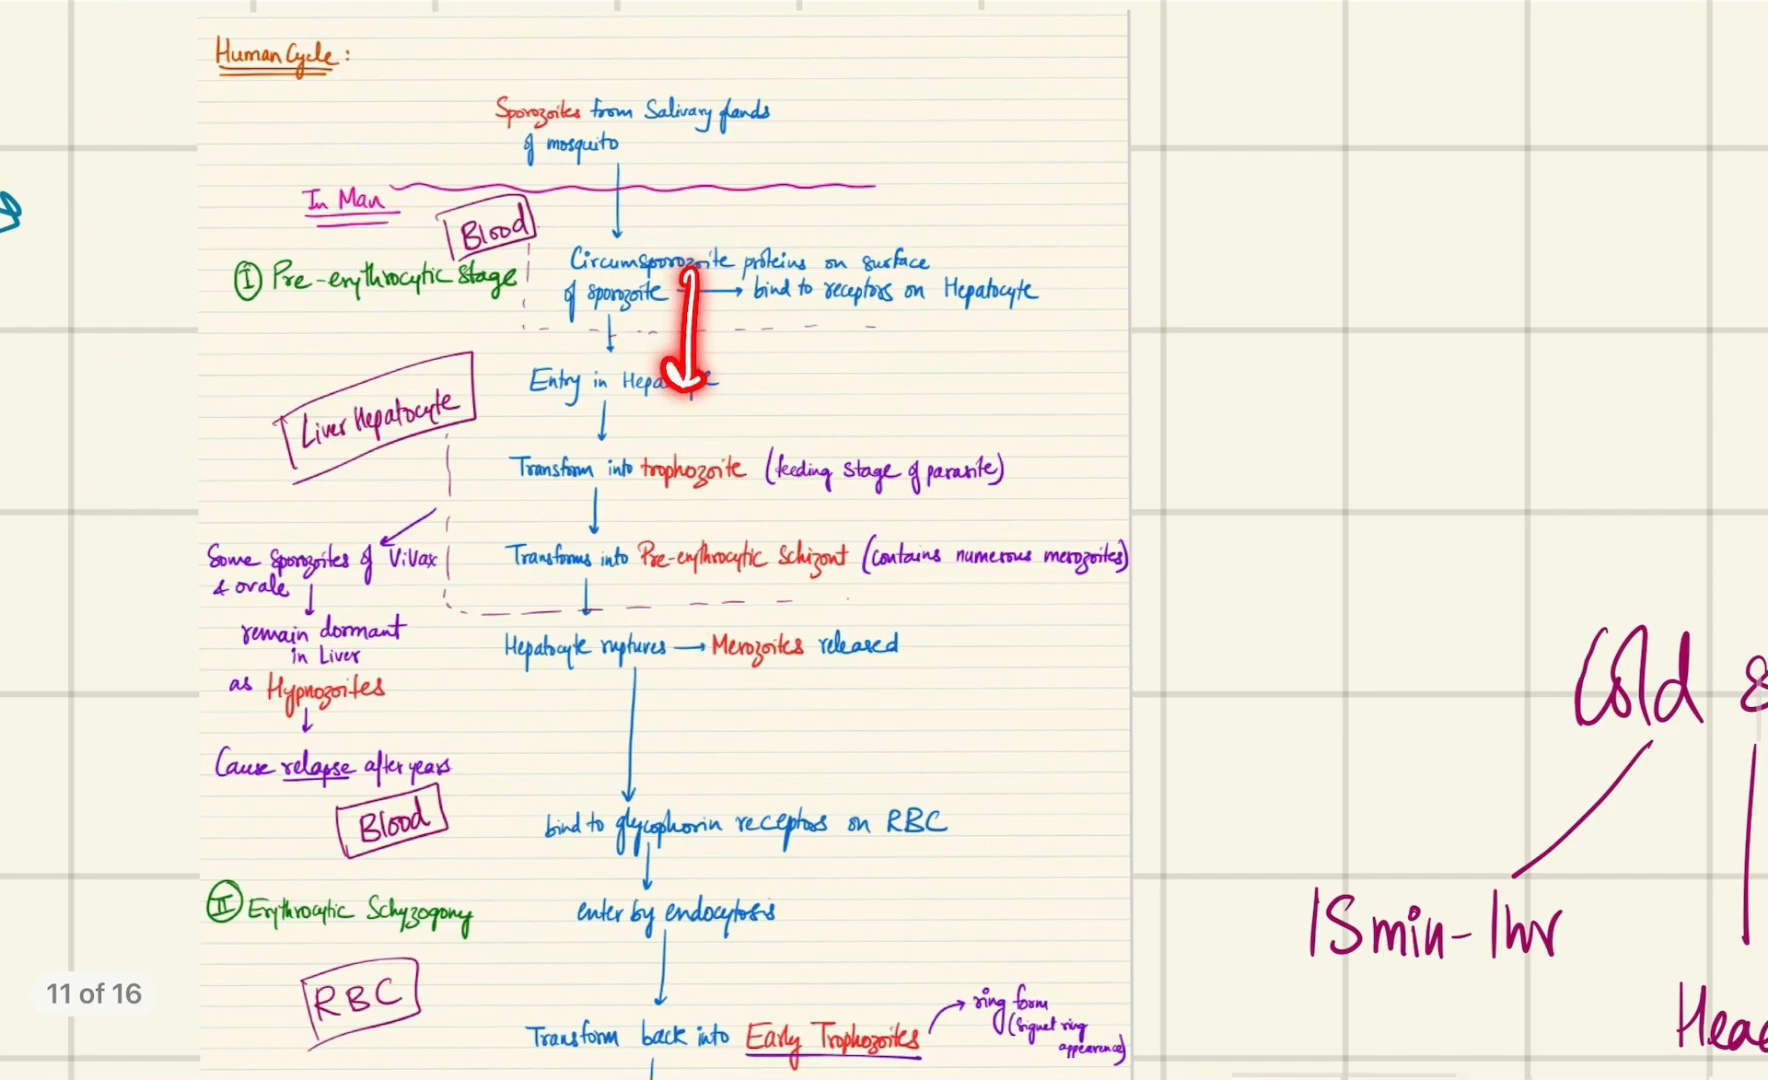 Human Cycle :
Sporozoites from Salivary glands
of mosquito
In Man
Blood
I Pre-erythrocytic Stage
Circumsporozoite proteins on surface
of sporozoite → bind to receptors on Hepatocyte
Liver Hepatocyte
Entry in
Transform into trophozoite (feeding stage of parasite)
Some sporozoites of ViVax
& ovale
Transforms into Pre-erythrocytic Schizont (contains numerous merozoites)
remain dormant
in Liver
as Hypnozoites
Hepatocyte ruptures → Merozoites released
Cause relapse after years
Blood
bind to glycophorin receptors on RBC
II Erythrocytic Schyzogony
enter by endocytosis
RBC
Transform back into Early Trophozoites
ring form
(signet ring
appearance)
Cold &
15min-1hr
Hea
11 of 16